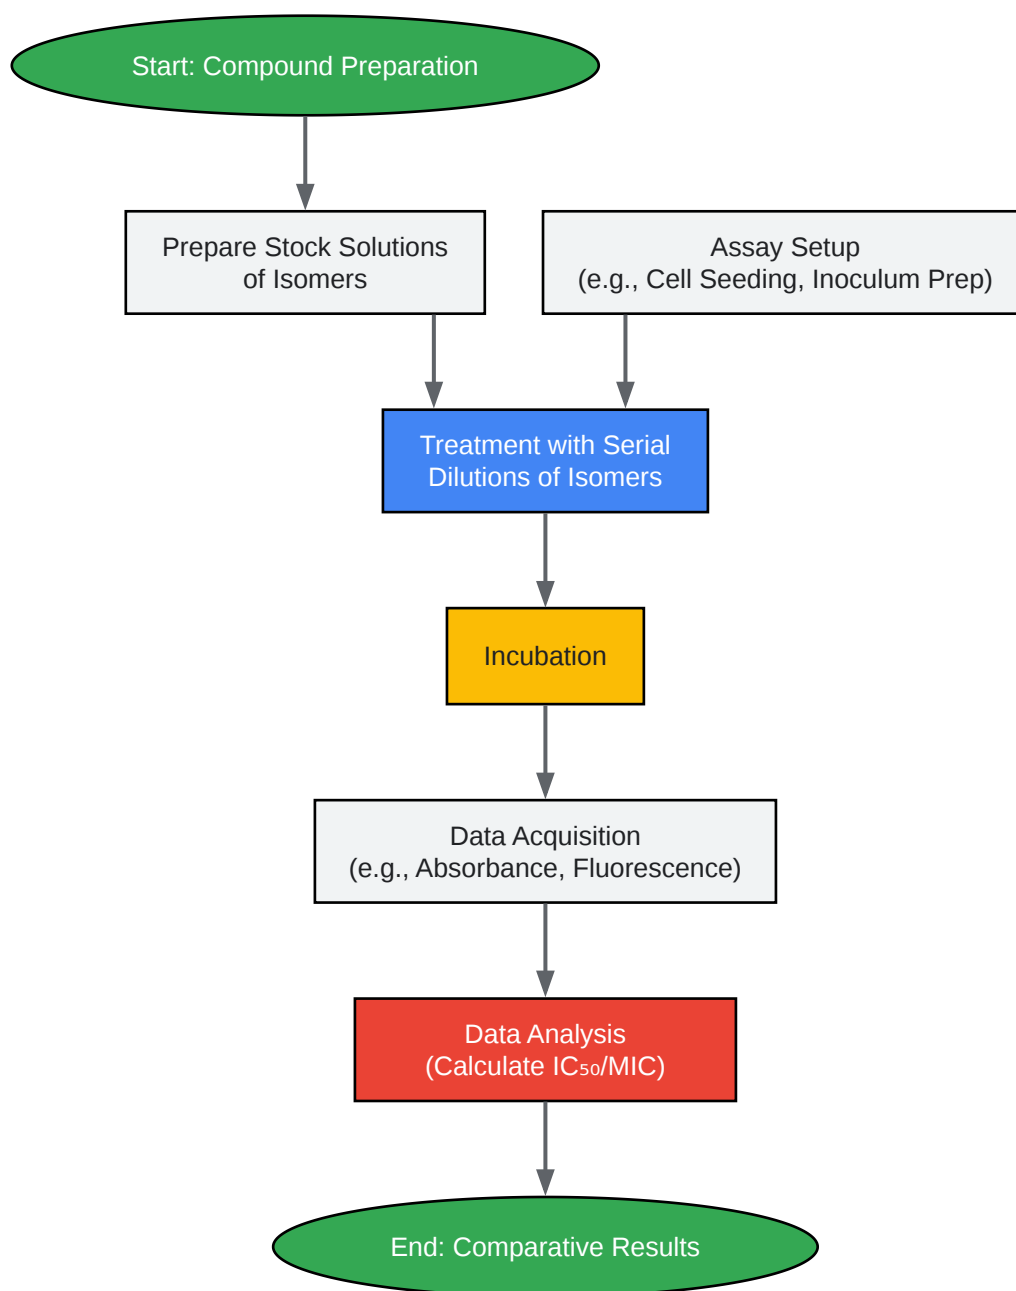 Start: Compound Preparation
Prepare Stock Solutions
of Isomers
Assay Setup
(e.g., Cell Seeding, Inoculum Prep)
Treatment with Serial
Dilutions of Isomers
Incubation
Data Acquisition
(e.g., Absorbance, Fluorescence)
Data Analysis
(Calculate IC₅₀/MIC)
End: Comparative Results